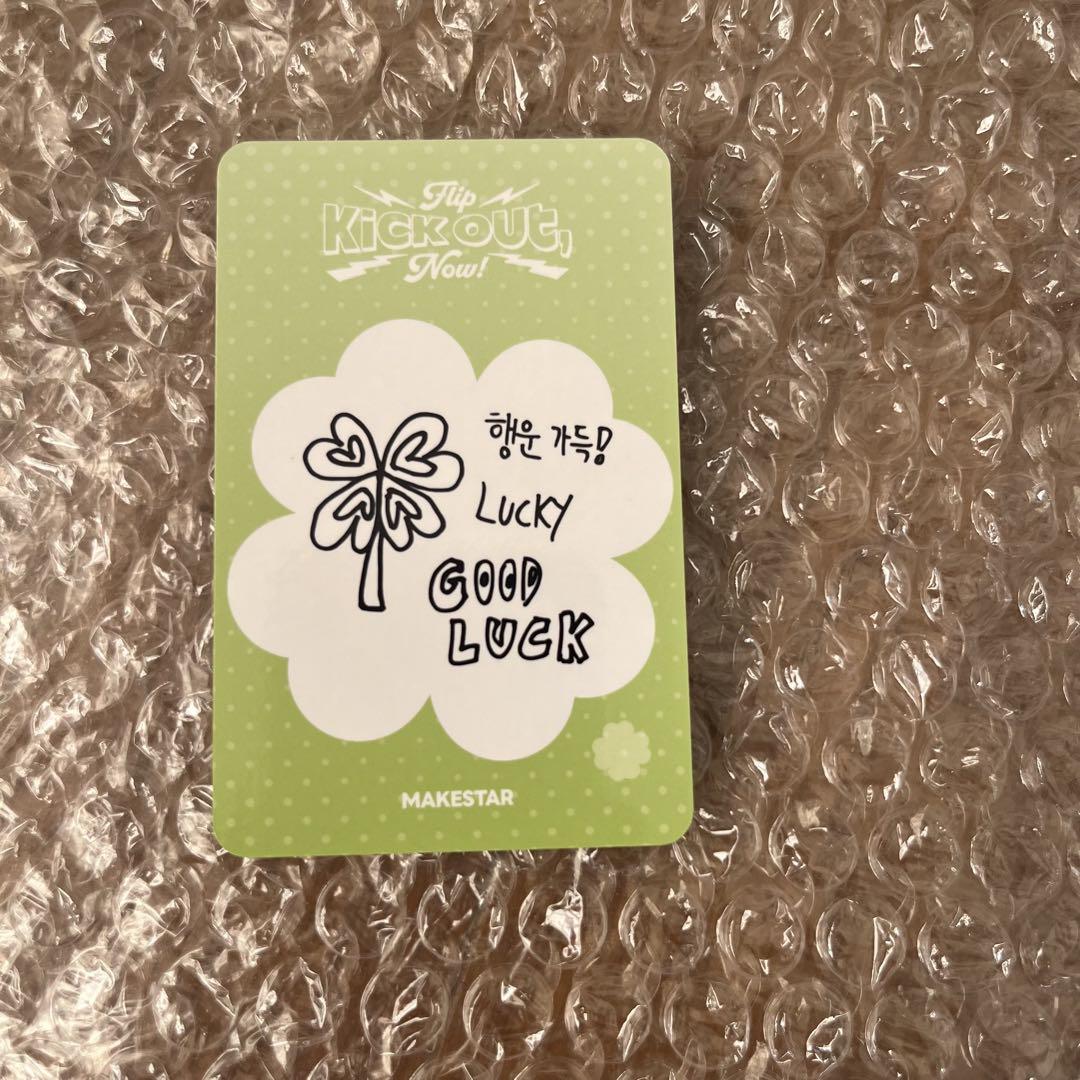 Flip
KICK OUT,
Now!
행운 가득!
LUCKY
GOOD
LUCK
MAKESTAR